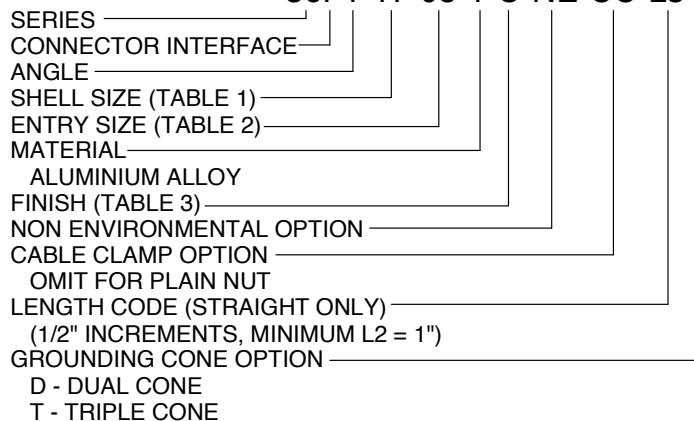 SERIES
CONNECTOR INTERFACE
ANGLE
SHELL SIZE (TABLE 1)
ENTRY SIZE (TABLE 2)
MATERIAL
ALUMINIUM ALLOY
FINISH (TABLE 3)
NON ENVIRONMENTAL OPTION
CABLE CLAMP OPTION
OMIT FOR PLAIN NUT
LENGTH CODE (STRAIGHT ONLY)
(1/2" INCREMENTS, MINIMUM L2 = 1")
GROUNDING CONE OPTION
D - DUAL CONE
T - TRIPLE CONE